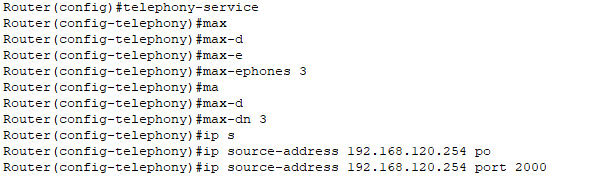 Router(config)#telephony-service
Router(config-telephony)#max
Router(config-telephony)#max-d
Router(config-telephony)#max-e
Router(config-telephony)#max-ephones 3
Router(config-telephony)#ma
Router(config-telephony)#max-d
Router(config-telephony)#max-dn 3
Router(config-telephony)#ip s
Router(config-telephony)#ip source-address 192.168.120.254 po
Router(config-telephony)#ip source-address 192.168.120.254 port 2000